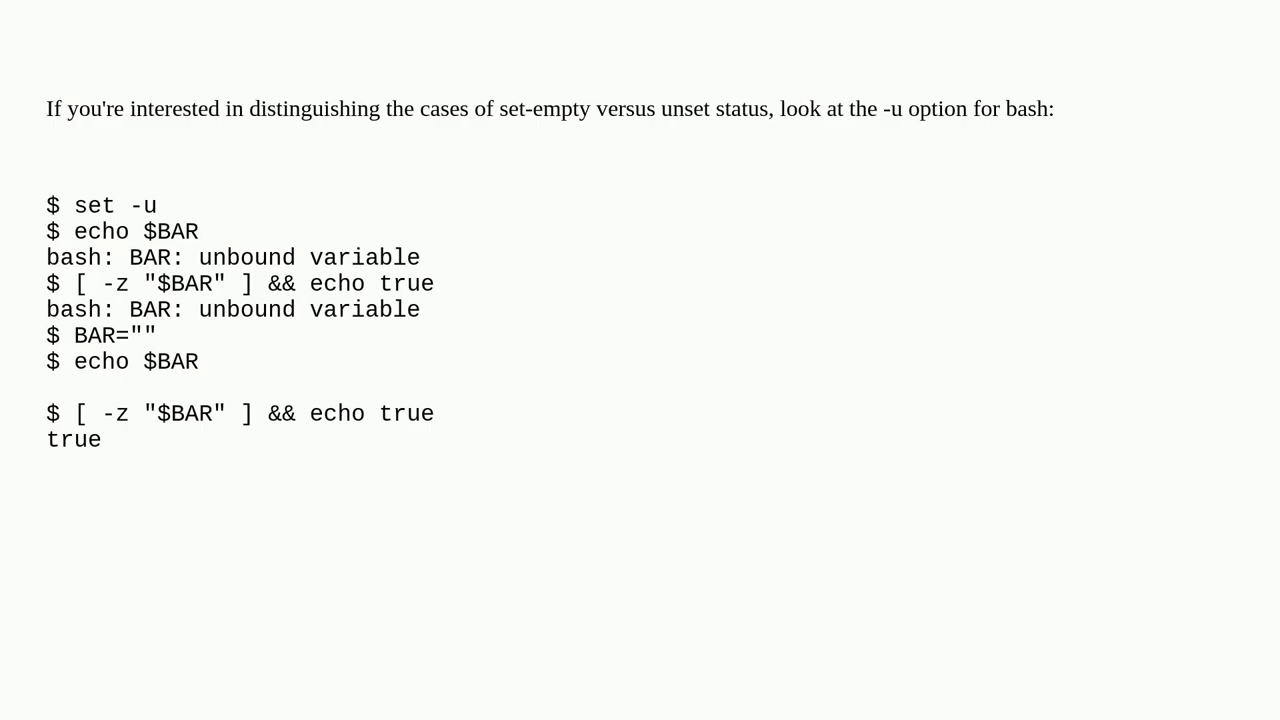 If you're interested in distinguishing the cases of set-empty versus unset status, look at the -u option for bash:
$ set -u
$ echo $BAR
bash: BAR: unbound variable
$ [ -z "$BAR" ] && echo true
bash: BAR: unbound variable
$ BAR=""
$ echo $BAR
$ [ -z "$BAR" ] && echo true
true